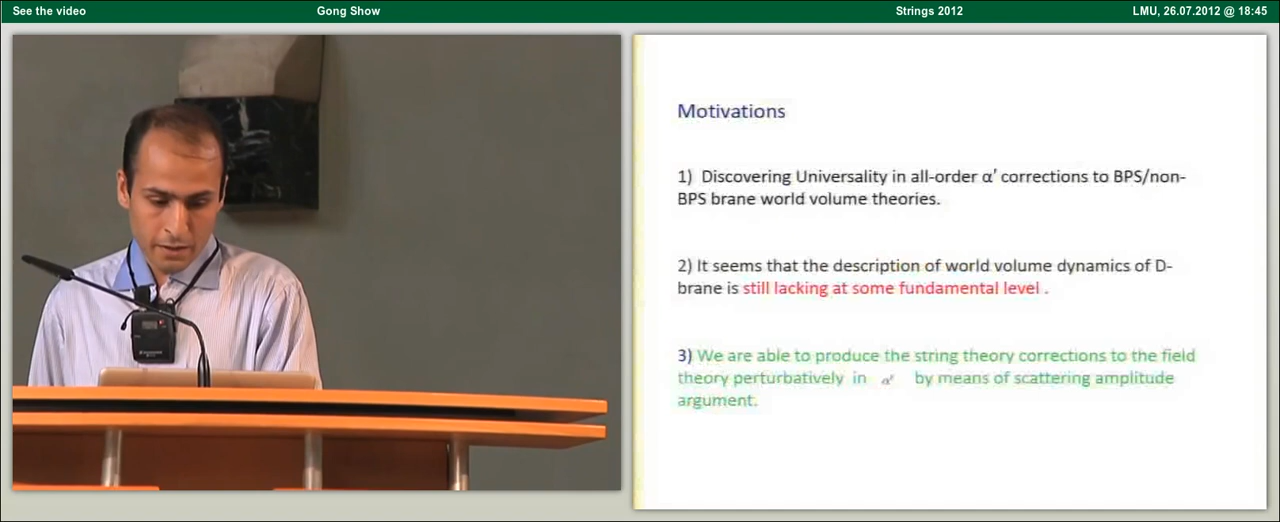 See the video
Gong Show
Strings 2012
LMU, 26.07.2012 @ 18:45
Motivations
1) Discovering Universality in all-order α′ corrections to BPS/non-
BPS brane world volume theories.
2) It seems that the description of world volume dynamics of D-
brane is still lacking at some fundamental level .
3) We are able to produce the string theory corrections to the field
theory perturbatively in α′ by means of scattering amplitude
argument.